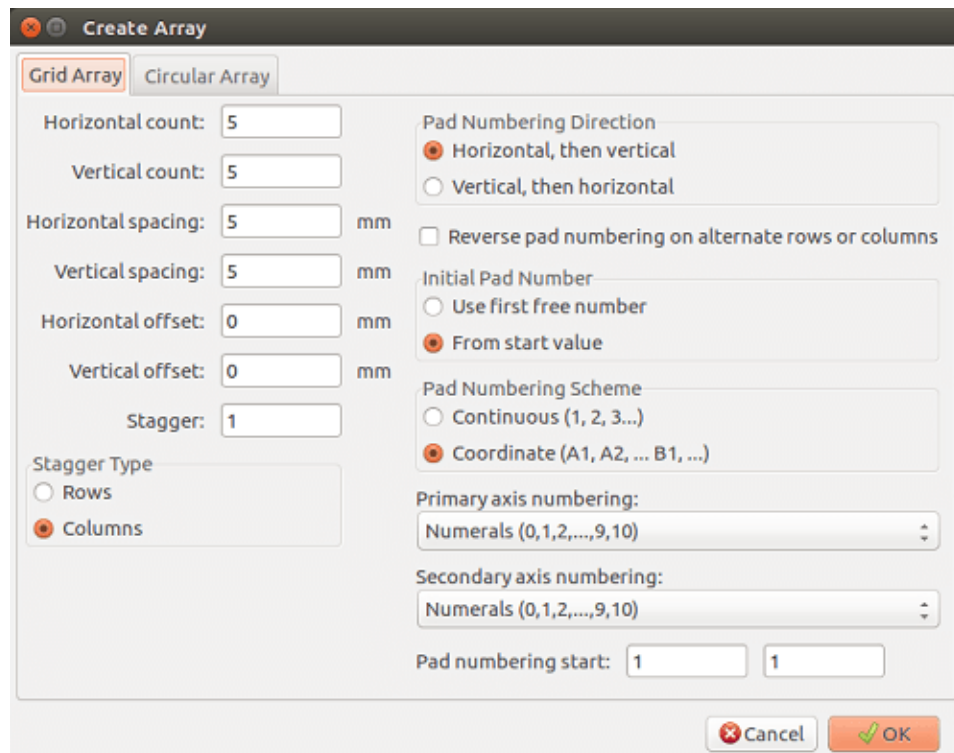 Create Array
Grid Array
Circular Array
Horizontal count: 5
Vertical count: 5
Horizontal spacing: 5 mm
Vertical spacing: 5 mm
Horizontal offset: 0 mm
Vertical offset: 0 mm
Stagger: 1
Stagger Type
Rows
Columns
Pad Numbering Direction
Horizontal, then vertical
Vertical, then horizontal
Reverse pad numbering on alternate rows or columns
Initial Pad Number
Use first free number
From start value
Pad Numbering Scheme
Continuous (1, 2, 3...)
Coordinate (A1, A2, ... B1, ...)
Primary axis numbering:
Numerals (0,1,2,...,9,10)
Secondary axis numbering:
Numerals (0,1,2,...,9,10)
Pad numbering start: 1 1
Cancel
OK